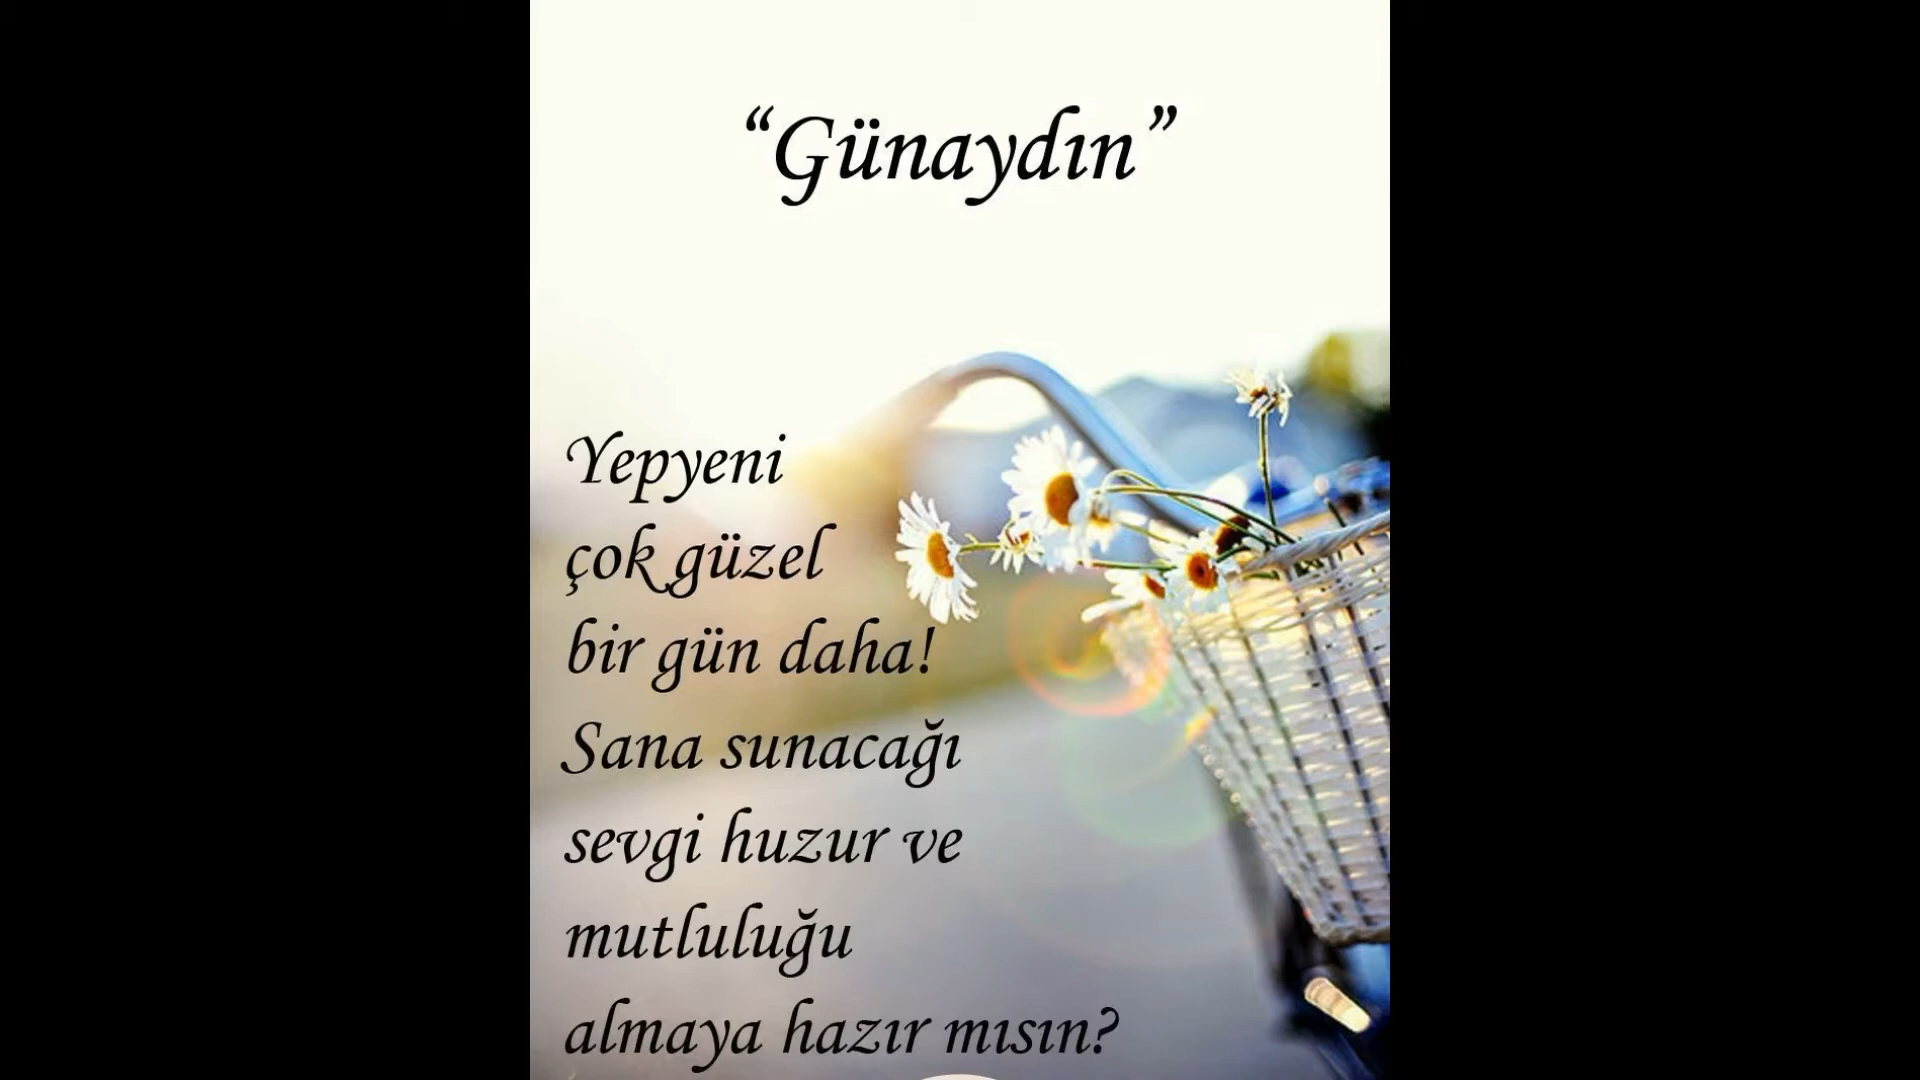 “Günaydın”
Yepyeni
çok güzel
bir gün daha!
Sana sunacağı
sevgi huzur ve
mutluluğu
almaya hazır mısın?